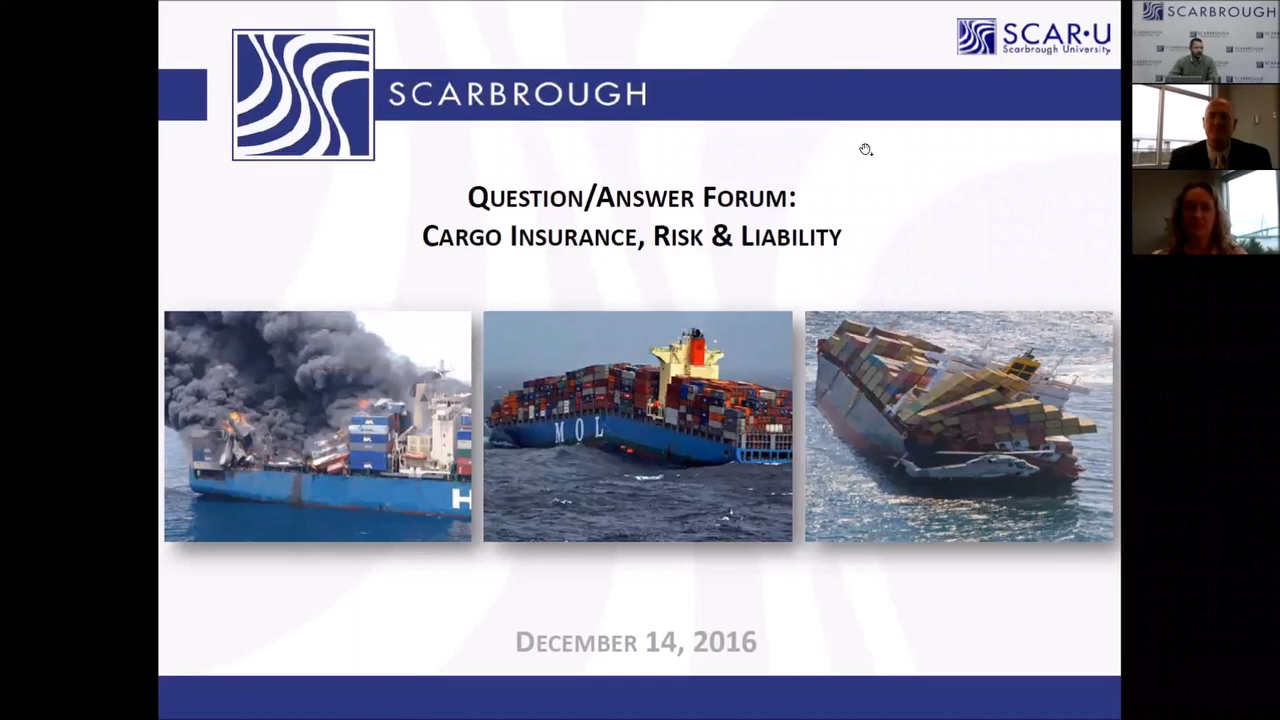 SCAR•U
Scarbrough University
SCARBROUGH
QUESTION/ANSWER FORUM:
CARGO INSURANCE, RISK & LIABILITY
MOL
H
DECEMBER 14, 2016
SCARBROUGH